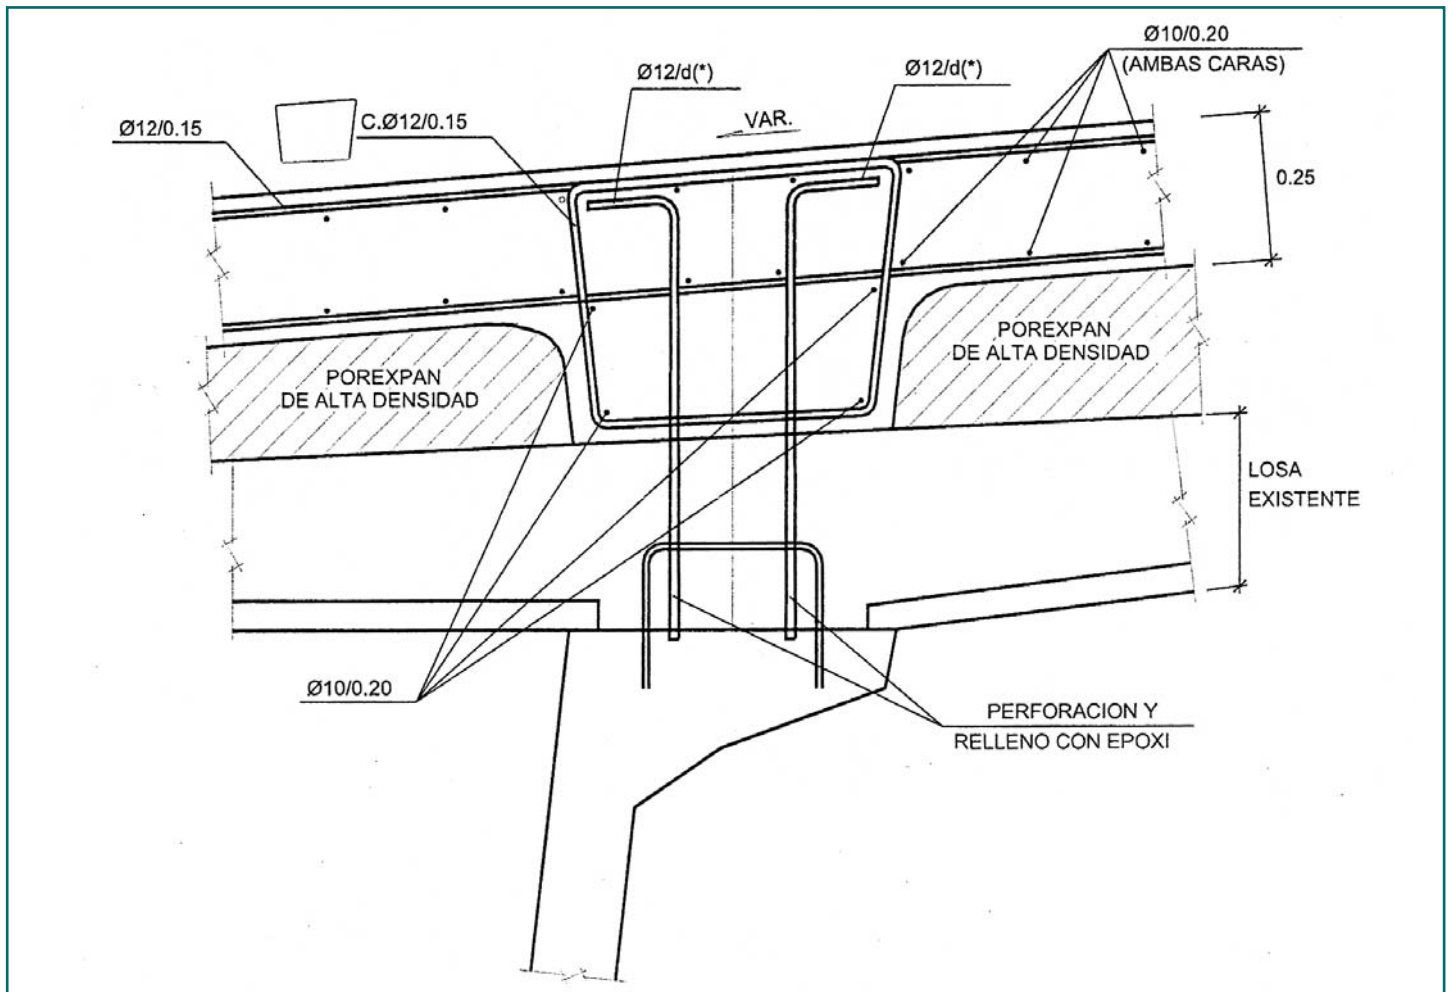 Ø10/0.20
(AMBAS CARAS)
Ø12/d(*)
Ø12/d(*)
Ø12/0.15
C.Ø12/0.15
VAR.
0.25
POREXPAN
DE ALTA DENSIDAD
POREXPAN
DE ALTA DENSIDAD
LOSA
EXISTENTE
Ø10/0.20
PERFORACION Y
RELLENO CON EPOXI